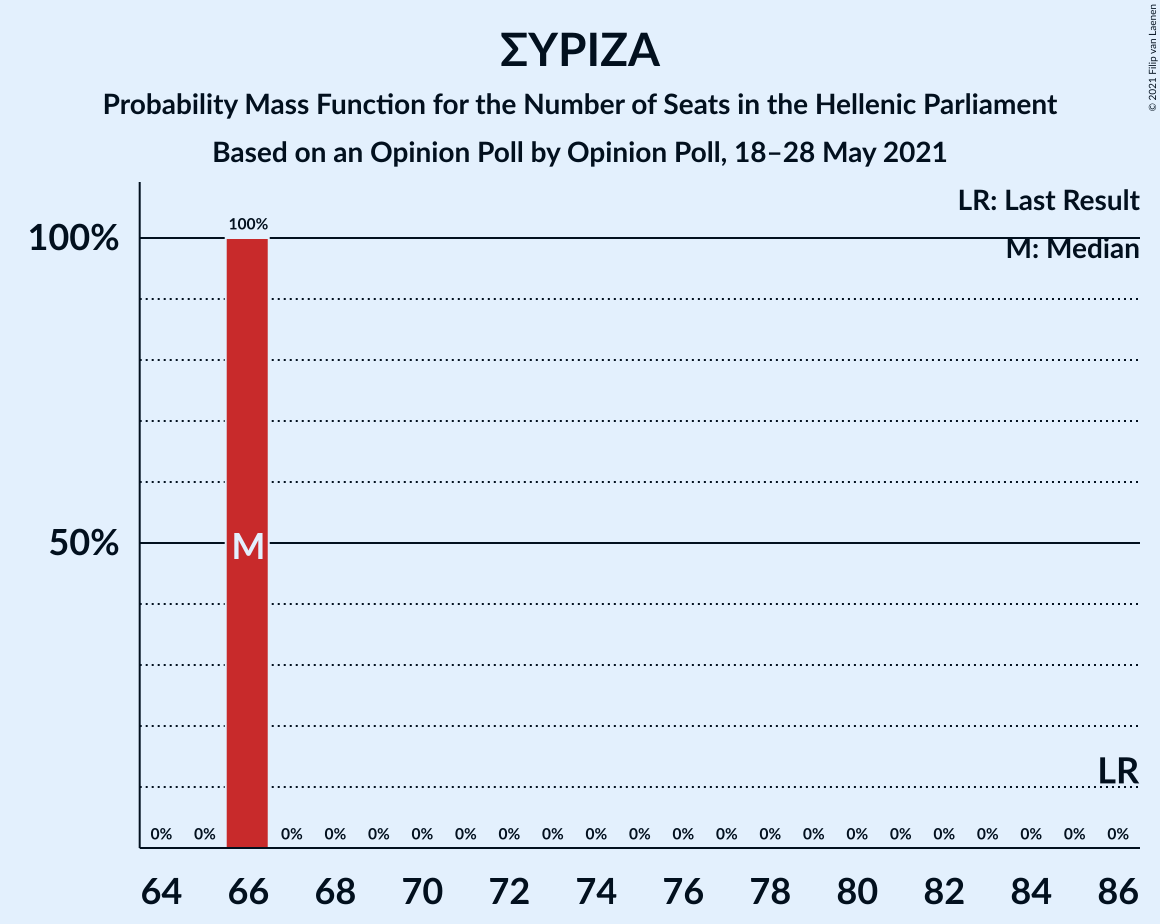 ΣΥΡΙΖΑ
Probability Mass Function for the Number of Seats in the Hellenic Parliament
Based on an Opinion Poll by Opinion Poll, 18–28 May 2021
© 2021 Filip van Laenen
LR: Last Result
M: Median
100%
100%
50%
M
LR
0% 0% 0% 0% 0% 0% 0% 0% 0% 0% 0% 0% 0% 0% 0% 0% 0% 0% 0% 0% 0% 0%
64 66 68 70 72 74 76 78 80 82 84 86